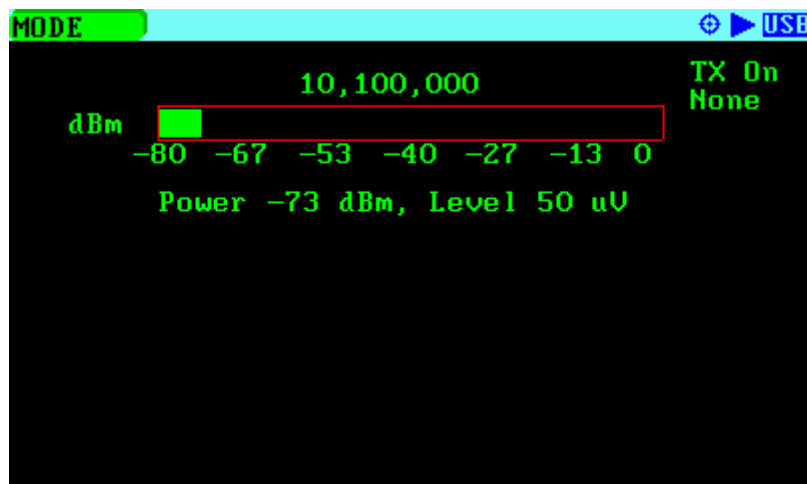 MODE USB
TX On
10,100,000
None
dBm
-80 -67 -53 -40 -27 -13 0
Power -73 dBm, Level 50 uV